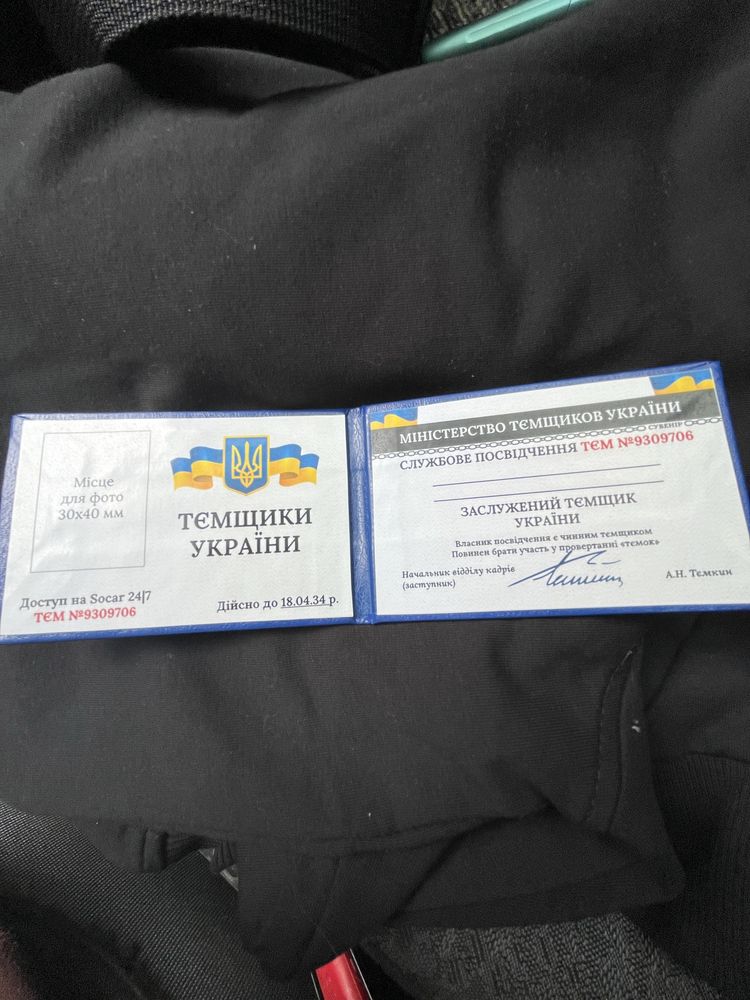 Місце
для фото
30x40 мм
ТЄМЩИКИ
УКРАЇНИ
Доступ на Socar 24|7
ТЄМ №9309706
Дійсно до 18.04.34 р.
МІНІСТЕРСТВО ТЄМЩИКОВ УКРАЇНИ
СУВЕНІР
СЛУЖБОВЕ ПОСВІДЧЕННЯ ТЄМ №9309706
ЗАСЛУЖЕНИЙ ТЄМЩИК
УКРАЇНИ
Власник посвідчення є чинним тємщиком
Повинен брати участь у провертанні «тємок»
Начальник відділу кадрів
(заступник)
А.Н. Тємкин